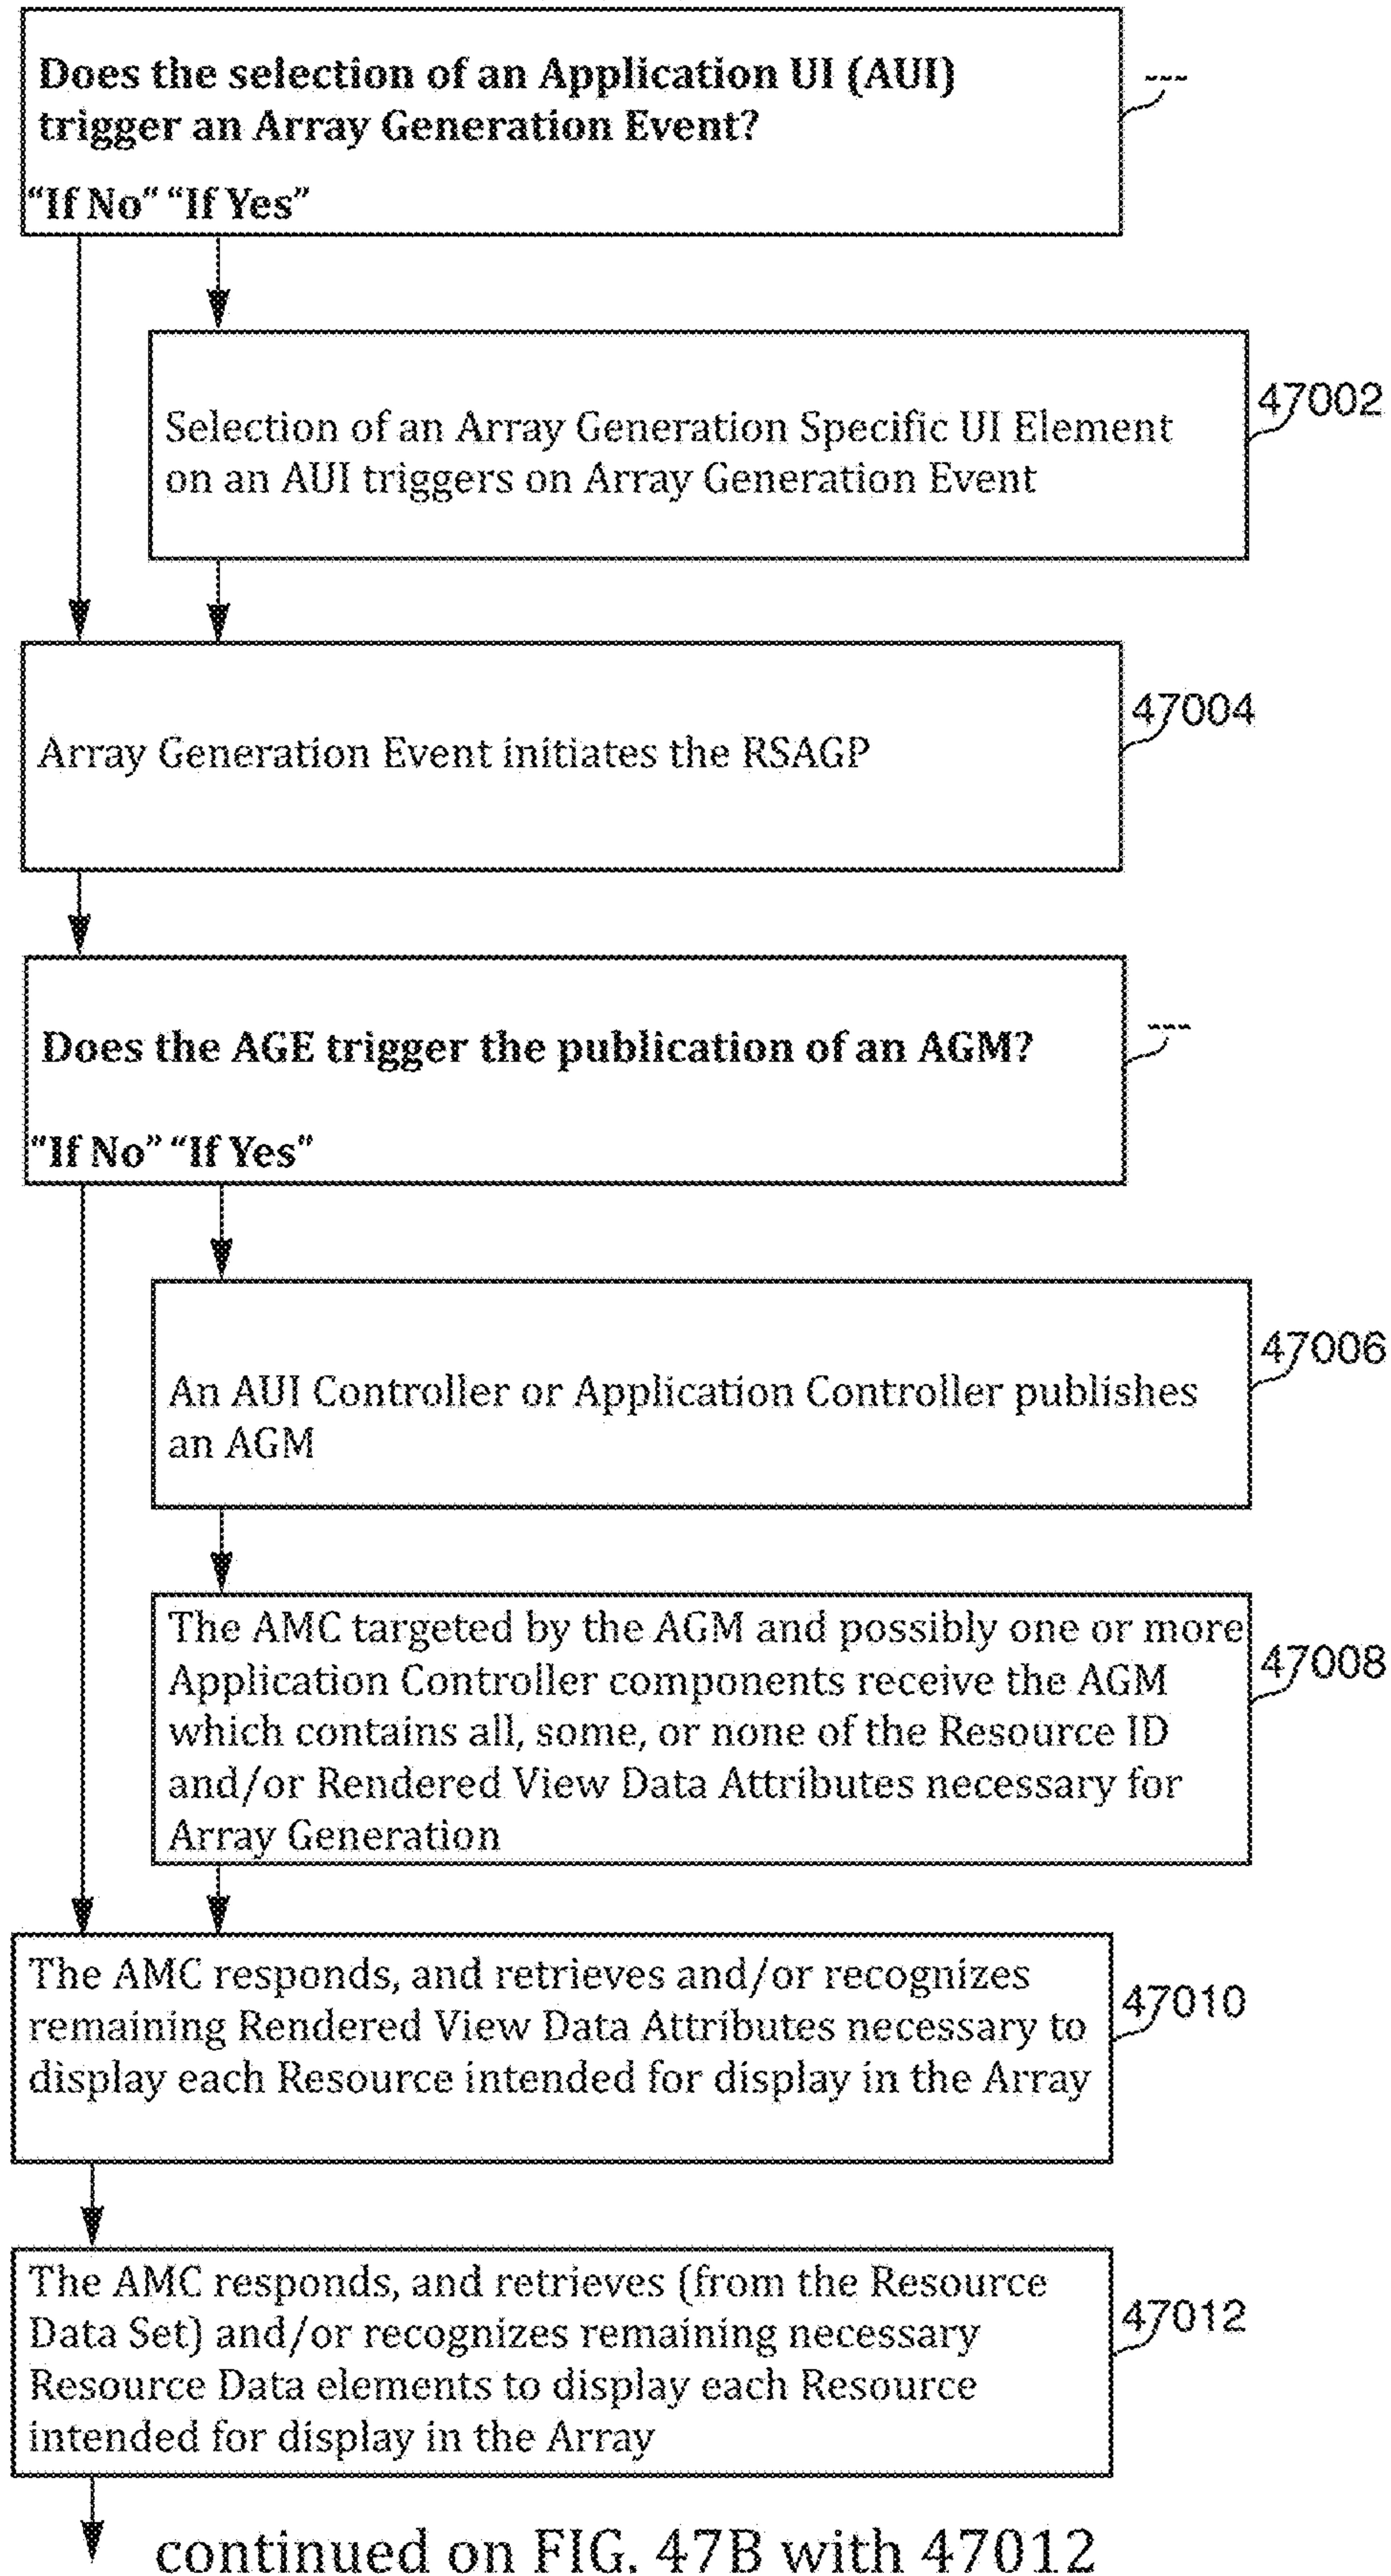 Does the selection of an Application UI (AUI)
trigger an Array Generation Event?
---
“If No” “If Yes”
47002
Selection of an Array Generation Specific UI Element
on an AUI triggers on Array Generation Event
47004
Array Generation Event initiates the RSAGP
---
Does the AGE trigger the publication of an AGM?
“If No” “If Yes”
47006
An AUI Controller or Application Controller publishes
an AGM
The AMC targeted by the AGM and possibly one or more
47008
Application Controller components receive the AGM
which contains all, some, or none of the Resource ID
and/or Rendered View Data Attributes necessary for
Array Generation
The AMC responds, and retrieves and/or recognizes
47010
remaining Rendered View Data Attributes necessary to
display each Resource intended for display in the Array
The AMC responds, and retrieves (from the Resource
47012
Data Set) and/or recognizes remaining necessary
Resource Data elements to display each Resource
intended for display in the Array
continued on FIG. 47B with 47012